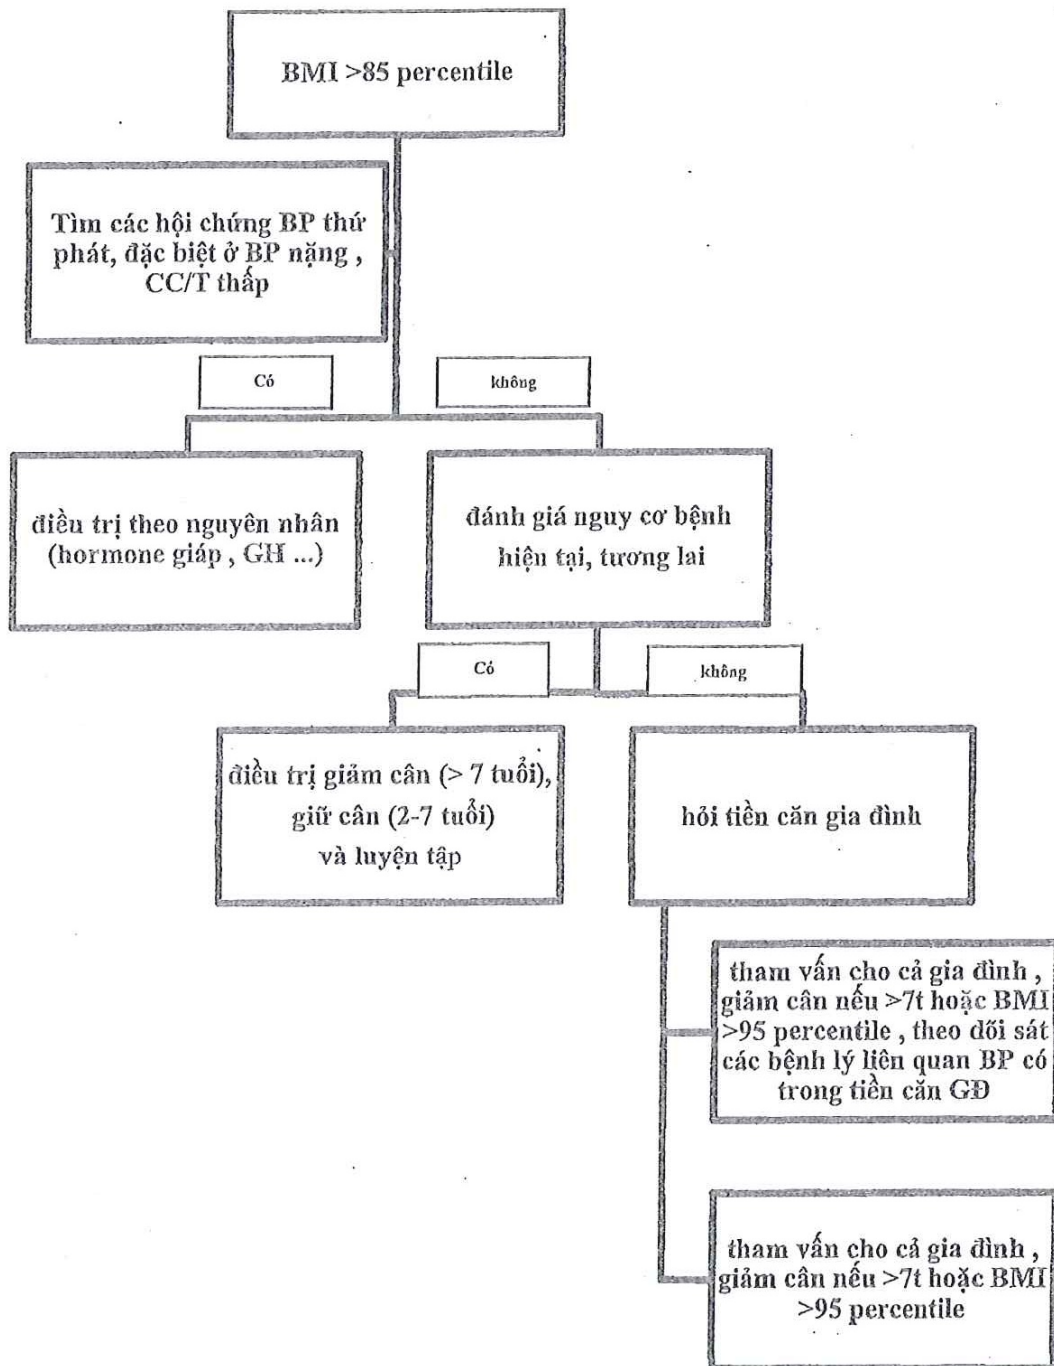 BMI >85 percentile
Tìm các hội chứng BP thứ
phát, đặc biệt ở BP nặng ,
CC/T thấp
Có
không
điều trị theo nguyên nhân
(hormone giáp , GH ...)
đánh giá nguy cơ bệnh
hiện tại, tương lai
Có
không
điều trị giảm cân (> 7 tuổi),
giữ cân (2-7 tuổi)
và luyện tập
hỏi tiền căn gia đình
tham vấn cho cả gia đình ,
giảm cân nếu >7t hoặc BMI
>95 percentile , theo dõi sát
các bệnh lý liên quan BP có
trong tiền căn GĐ
tham vấn cho cả gia đình ,
giảm cân nếu >7t hoặc BMI
>95 percentile